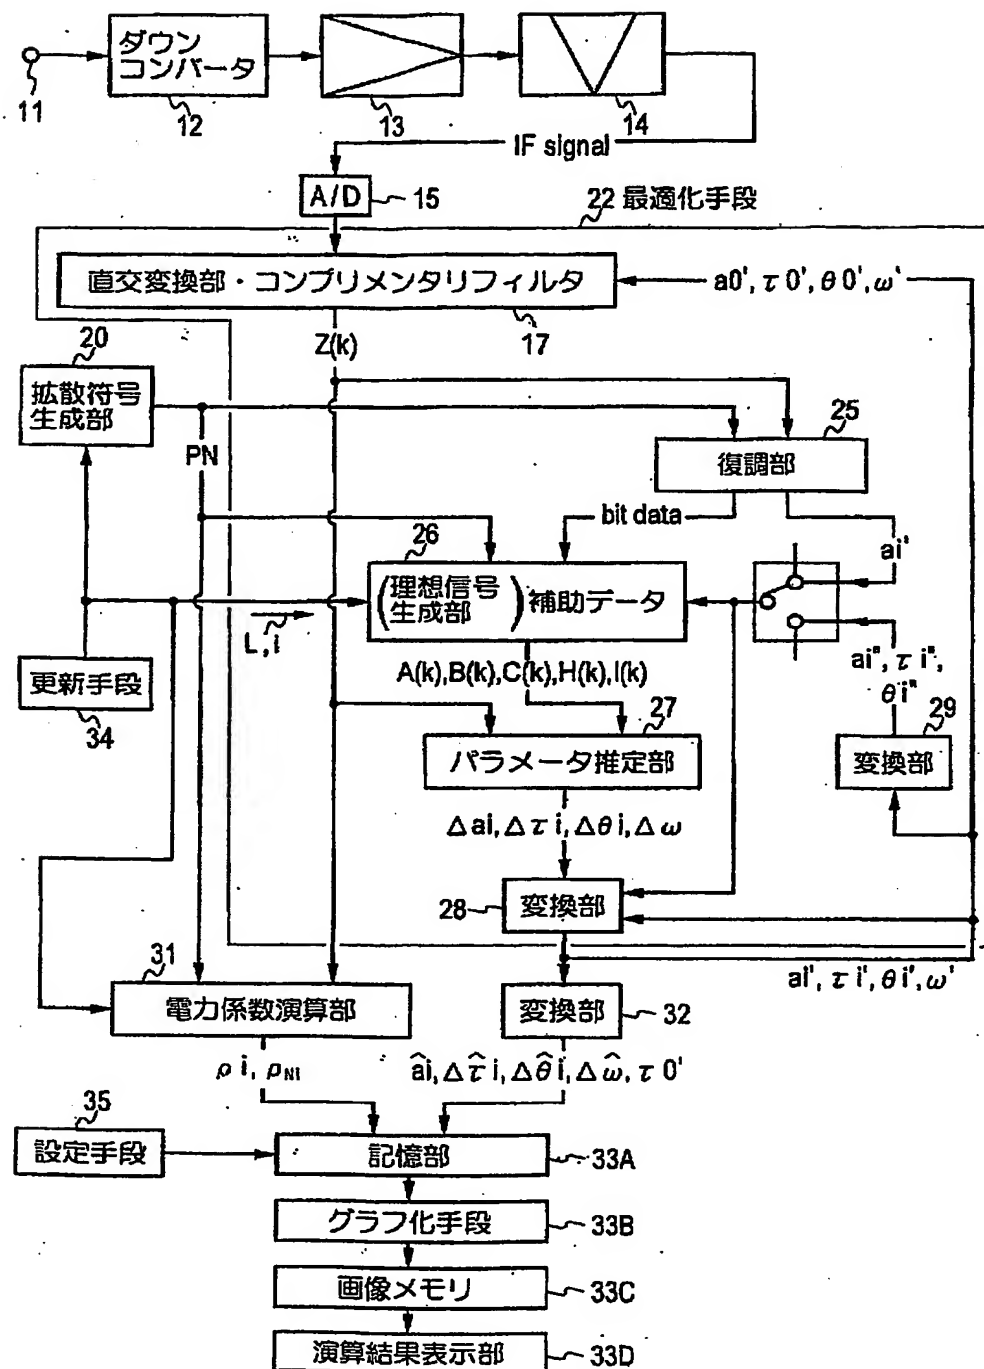 ダウン
コンバータ
11
12
13
14
IF signal
A/D
15
22 最適化手段
直交変換部・コンプリメンタリフィルタ
a0', τ0', θ0', ω'
17
Z(k)
20
拡散符号
生成部
PN
25
復調部
bit data
ai'
26
(理想信号
生成部)補助データ
L, i
A(k),B(k),C(k),H(k),I(k)
ai", τi",
θi"
更新手段
34
27
パラメータ推定部
29
変換部
Δai, Δτi, Δθi, Δω
28
変換部
ai', τi', θi', ω'
31
電力係数演算部
変換部
32
ρi, ρNi
âi, Δτ̂i, Δθ̂i, Δω̂, τ0'
35
設定手段
記憶部
33A
グラフ化手段
33B
画像メモリ
33C
演算結果表示部
33D